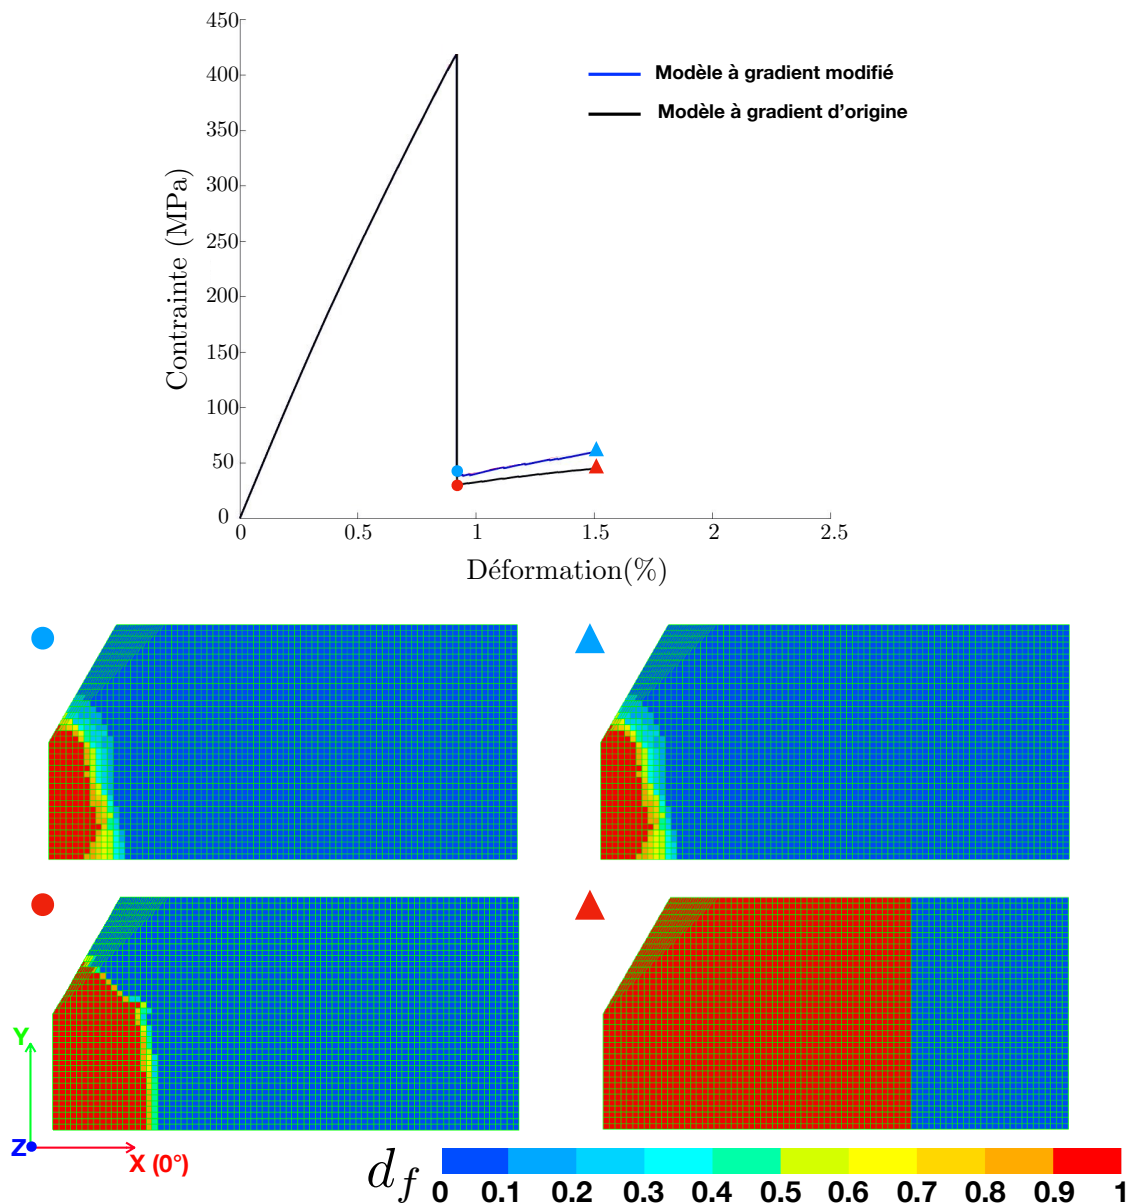 450
400
350
300
250
200
150
100
50
0
Contrainte (MPa)
Modèle à gradient modifié
Modèle à gradient d'origine
0 0.5 1 1.5 2 2.5
Déformation(%)
Y
Z
X (0°)
d_f
0 0.1 0.2 0.3 0.4 0.5 0.6 0.7 0.8 0.9 1